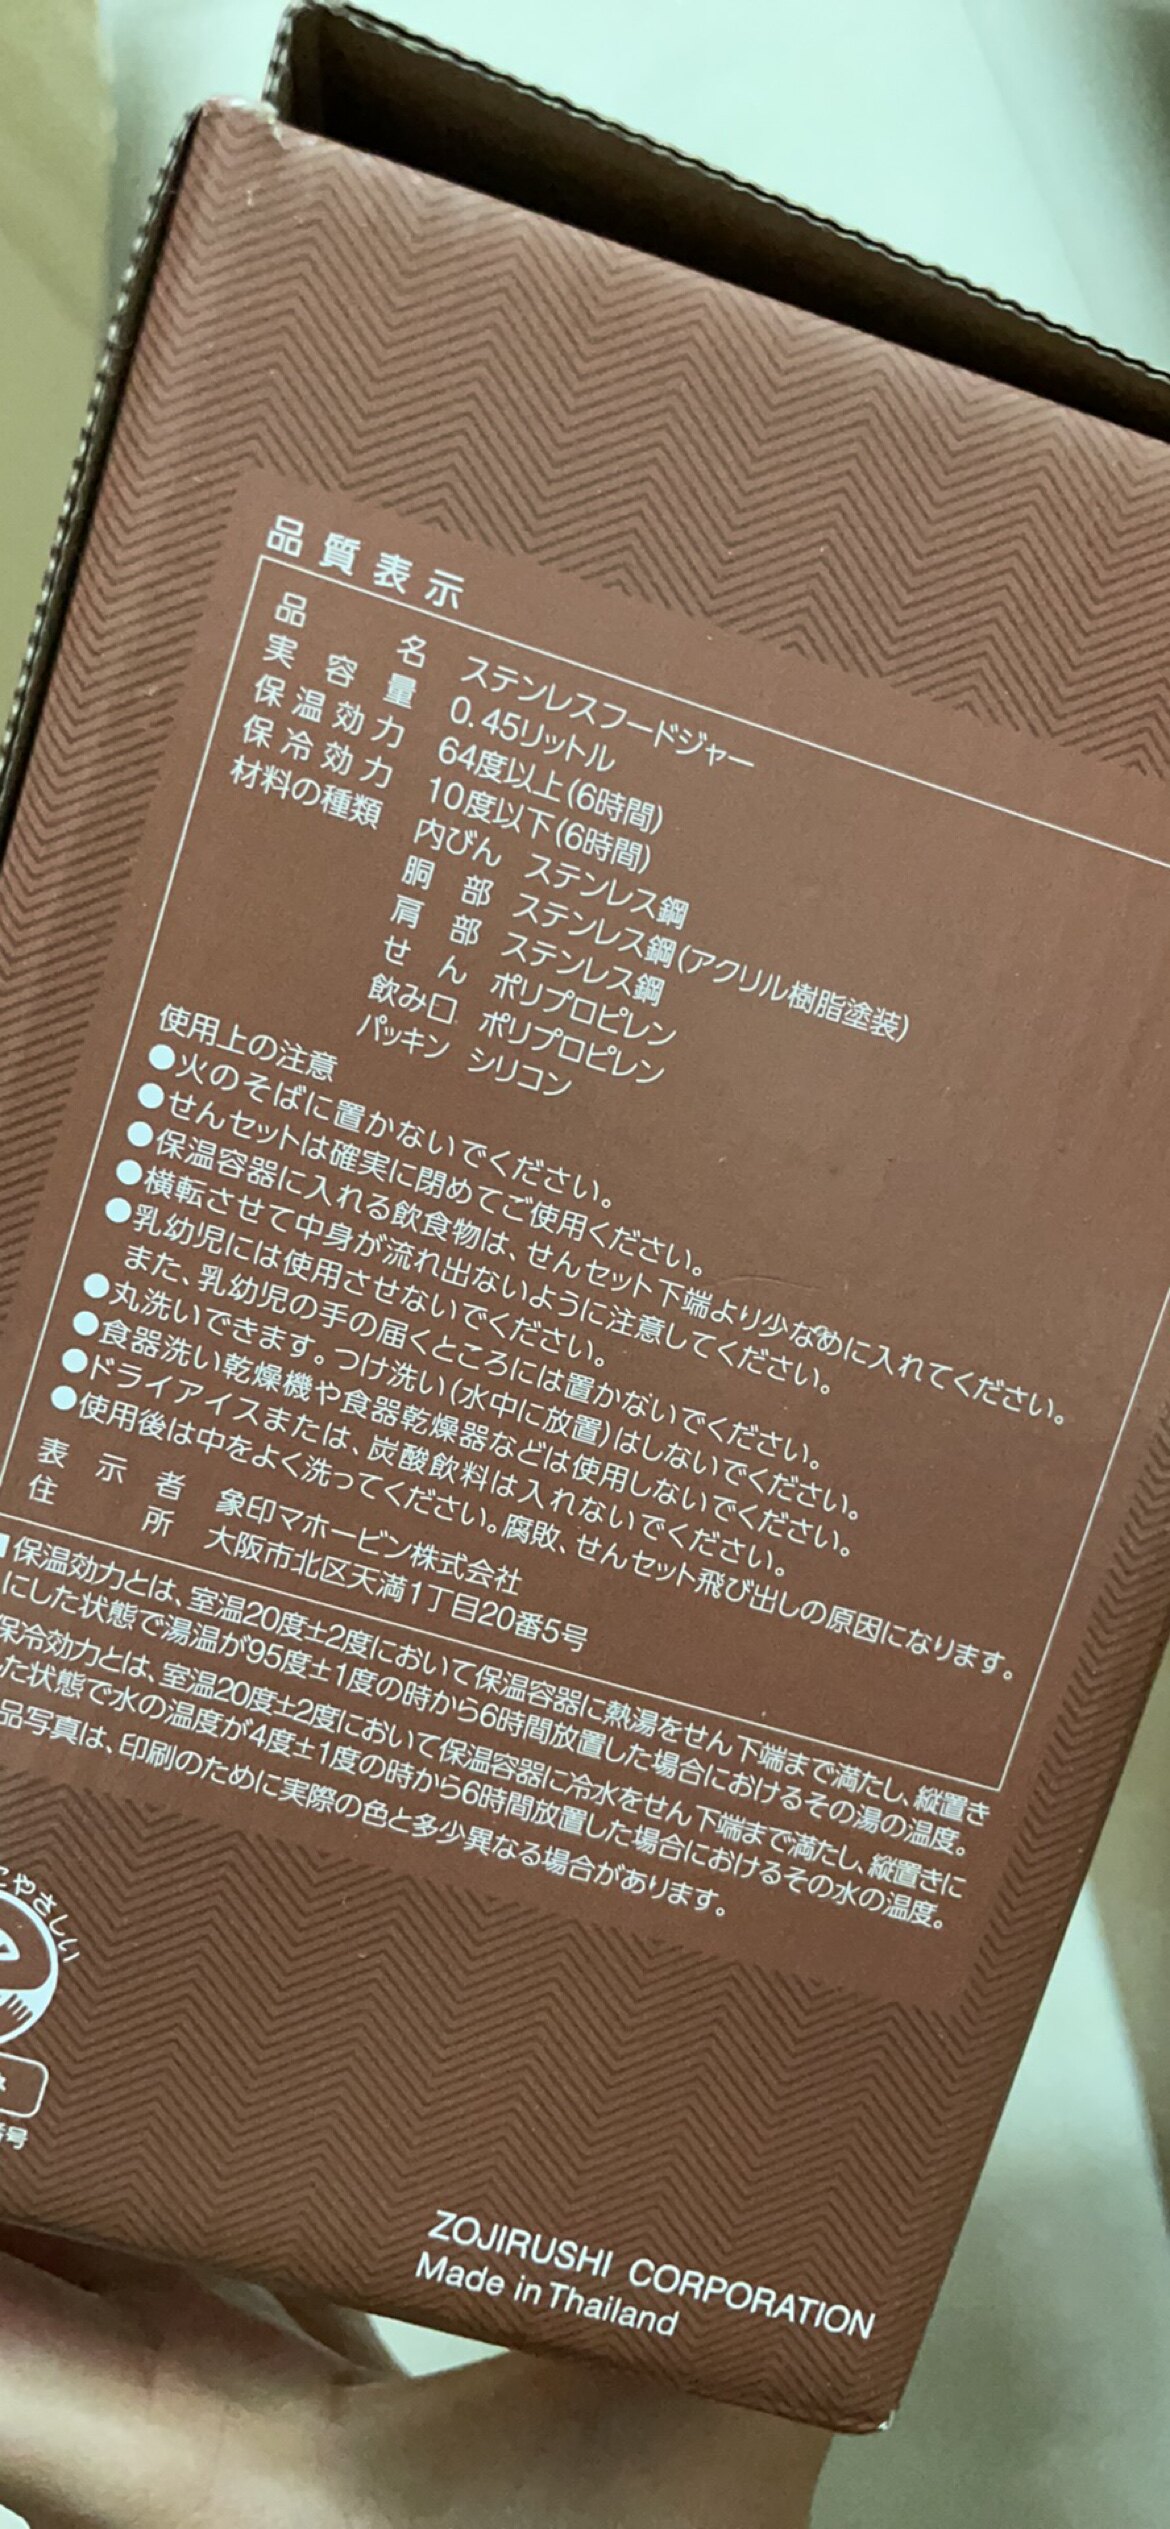 品質表示
品名 ステンレスフードジャー
実容量 0.45リットル
保温効力 64度以上(6時間)
保冷効力 10度以下(6時間)
材料の種類 内びん ステンレス鋼
胴部 ステンレス鋼(アクリル樹脂塗装)
肩部 ステンレス鋼
せん ポリプロピレン
飲み口 ポリプロピレン
パッキン シリコン
使用上の注意
●火のそばに置かないでください。
●せんセットは確実に閉めてご使用ください。
●保温容器に入れる飲食物は、せんセット下端より少なめに入れてください。
●横転させて中身が流れ出ないように注意してください。
●乳幼児には使用させないでください。
また、乳幼児の手の届くところには置かないでください。
●丸洗いできます。つけ洗い(水中に放置)はしないでください。
●食器洗い乾燥機や食器乾燥器などは使用しないでください。
●ドライアイスまたは、炭酸飲料は入れないでください。
●使用後は中をよく洗ってください。腐敗、せんセット飛び出しの原因になります。
表示者 象印マホービン株式会社
住所 大阪市北区天満1丁目20番5号
■保温効力とは、室温20度±2度において保温容器に熱湯をせん下端まで満たし、縦置き
にした状態で湯温が95度±1度の時から6時間放置した場合におけるその湯の温度。
保冷効力とは、室温20度±2度において保温容器に冷水をせん下端まで満たし、縦置きに
た状態で水の温度が4度±1度の時から6時間放置した場合におけるその水の温度。
品写真は、印刷のために実際の色と多少異なる場合があります。
やさしい
号
ZOJIRUSHI CORPORATION
Made in Thailand